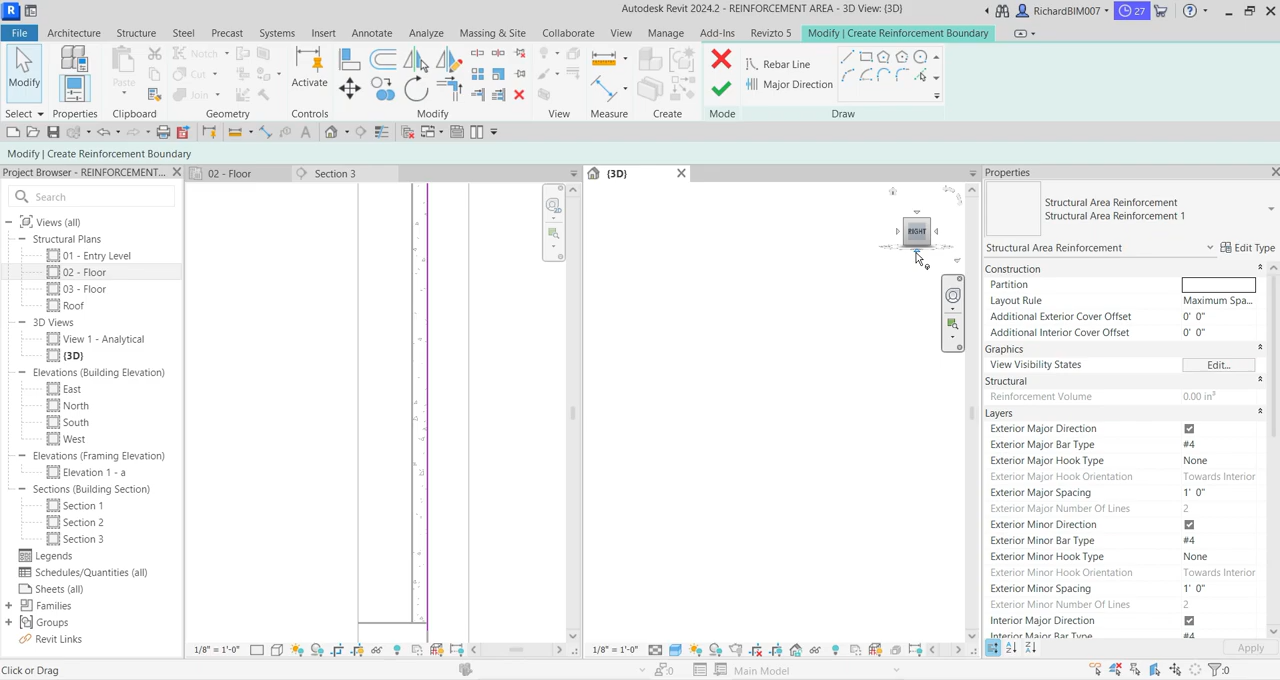 Autodesk Revit 2024.2 - REINFORCEMENT AREA - 3D View: {3D}
RichardBIM007
27
File
Architecture
Structure
Steel
Precast
Systems
Insert
Annotate
Analyze
Massing & Site
Collaborate
View
Manage
Add-Ins
Revizto 5
Modify | Create Reinforcement Boundary
Modify
Paste
Notch
Cut
Join
Activate
Rebar Line
Major Direction
Select
Properties
Clipboard
Geometry
Controls
Modify
View
Measure
Create
Mode
Draw
Modify | Create Reinforcement Boundary
Project Browser - REINFORCEMENT...
Search
Views (all)
Structural Plans
01 - Entry Level
02 - Floor
03 - Floor
Roof
3D Views
View 1 - Analytical
{3D}
Elevations (Building Elevation)
East
North
South
West
Elevations (Framing Elevation)
Elevation 1 - a
Sections (Building Section)
Section 1
Section 2
Section 3
Legends
Schedules/Quantities (all)
Sheets (all)
Families
Groups
Revit Links
02 - Floor
Section 3
{3D}
RIGHT
1/8" = 1'-0"
1/8" = 1'-0"
Properties
Structural Area Reinforcement
Structural Area Reinforcement 1
Structural Area Reinforcement
Edit Type
Construction
Partition
Layout Rule Maximum Spa...
Additional Exterior Cover Offset 0' 0"
Additional Interior Cover Offset 0' 0"
Graphics
View Visibility States Edit...
Structural
Reinforcement Volume 0.00 in³
Layers
Exterior Major Direction
Exterior Major Bar Type #4
Exterior Major Hook Type None
Exterior Major Hook Orientation Towards Interior
Exterior Major Spacing 1' 0"
Exterior Major Number Of Lines 2
Exterior Minor Direction
Exterior Minor Bar Type #4
Exterior Minor Hook Type None
Exterior Minor Hook Orientation Towards Interior
Exterior Minor Spacing 1' 0"
Exterior Minor Number Of Lines 2
Interior Major Direction
Interior Major Bar Type #4
Apply
Click or Drag
:0
Main Model
:0